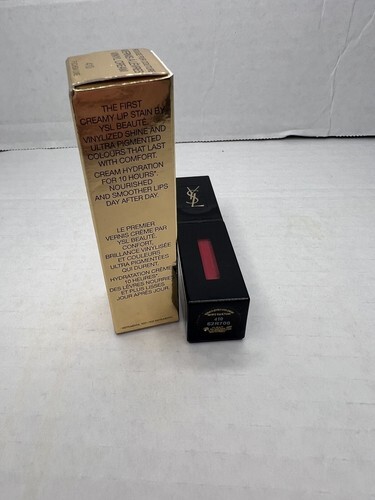 410
THE FIRST
CREAMY LIP STAIN BY
YSL BEAUTÉ.
VINYLIZED SHINE AND
ULTRA PIGMENTED
COLOURS THAT LAST
WITH COMFORT.
CREAM HYDRATION
FOR 10 HOURS*.
NOURISHED
AND SMOOTHER LIPS
DAY AFTER DAY.
LE PREMIER
VERNIS CRÈME PAR
YSL BEAUTÉ.
CONFORT,
BRILLANCE VINYLISÉE
ET COULEURS
ULTRA PIGMENTÉES
QUI DURENT.
HYDRATATION CRÈME
10 HEURES*.
DES LÈVRES NOURRIES
ET PLUS LISSES
JOUR APRÈS JOUR.
YSL
410